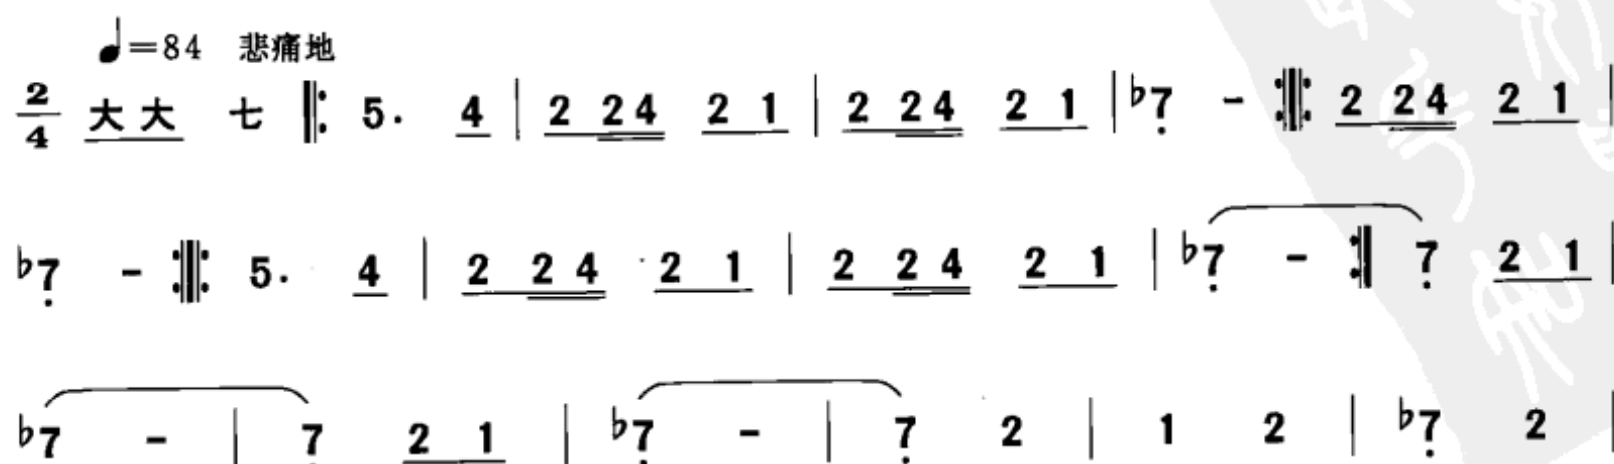 ♩=84 悲痛地
2/4 大大 七 ‖: 5. 4 | 2 24 2 1 | 2 24 2 1 | ♭7 - :‖: 2 24 2 1 |
♭7 - :‖: 5. 4 | 2 24 2 1 | 2 24 2 1 | ♭7 - :‖ 7 2 1 |
♭7 - | 7 2 1 | ♭7 - | 7 2 | 1 2 | ♭7 2